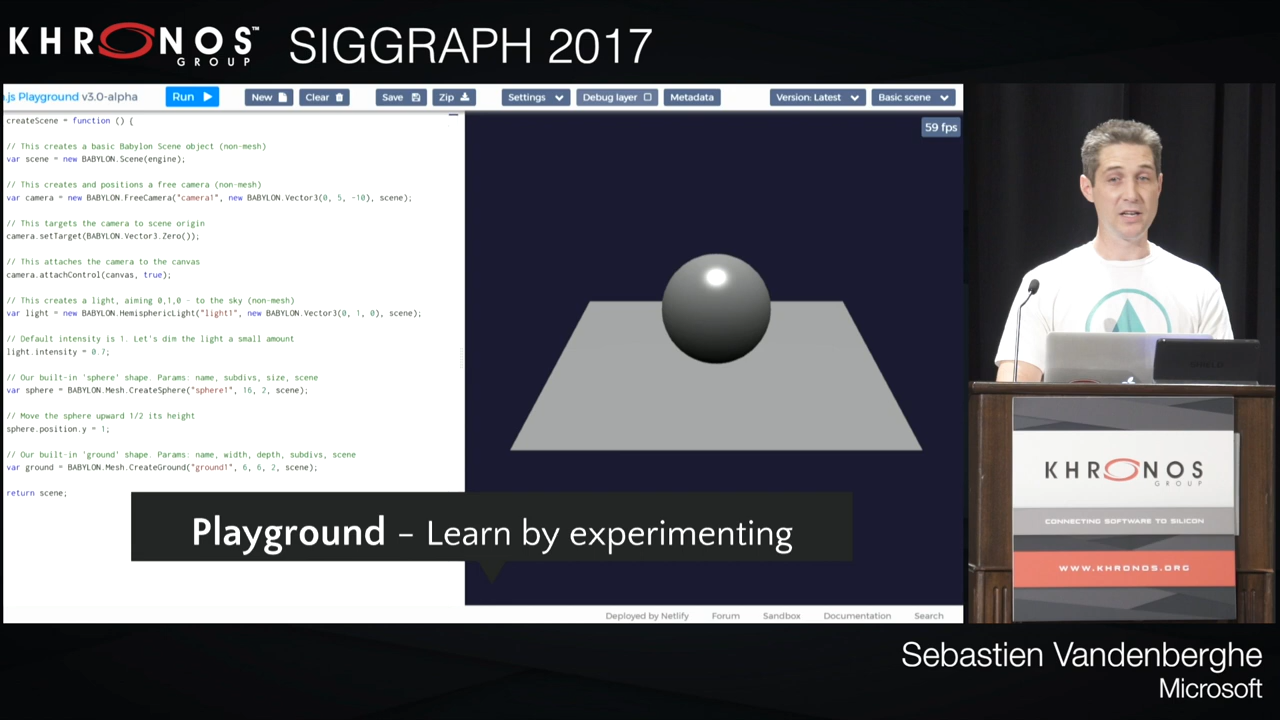 KHRONOS™ GROUP
SIGGRAPH 2017
.js Playground v3.0-alpha
Run
New
Clear
Save
Zip
Settings
Debug layer
Metadata
Version: Latest
Basic scene
createScene = function () {
// This creates a basic Babylon Scene object (non-mesh)
var scene = new BABYLON.Scene(engine);
// This creates and positions a free camera (non-mesh)
var camera = new BABYLON.FreeCamera("camera1", new BABYLON.Vector3(0, 5, -10), scene);
// This targets the camera to scene origin
camera.setTarget(BABYLON.Vector3.Zero());
// This attaches the camera to the canvas
camera.attachControl(canvas, true);
// This creates a light, aiming 0,1,0 - to the sky (non-mesh)
var light = new BABYLON.HemisphericLight("light1", new BABYLON.Vector3(0, 1, 0), scene);
// Default intensity is 1. Let's dim the light a small amount
light.intensity = 0.7;
// Our built-in 'sphere' shape. Params: name, subdivs, size, scene
var sphere = BABYLON.Mesh.CreateSphere("sphere1", 16, 2, scene);
// Move the sphere upward 1/2 its height
sphere.position.y = 1;
// Our built-in 'ground' shape. Params: name, width, depth, subdivs, scene
var ground = BABYLON.Mesh.CreateGround("ground1", 6, 6, 2, scene);
return scene;
59 fps
Playground – Learn by experimenting
Deployed by Netlify
Forum
Sandbox
Documentation
Search
KHRONOS
GROUP
CONNECTING SOFTWARE TO SILICON
WWW.KHRONOS.ORG
Sebastien Vandenberghe
Microsoft